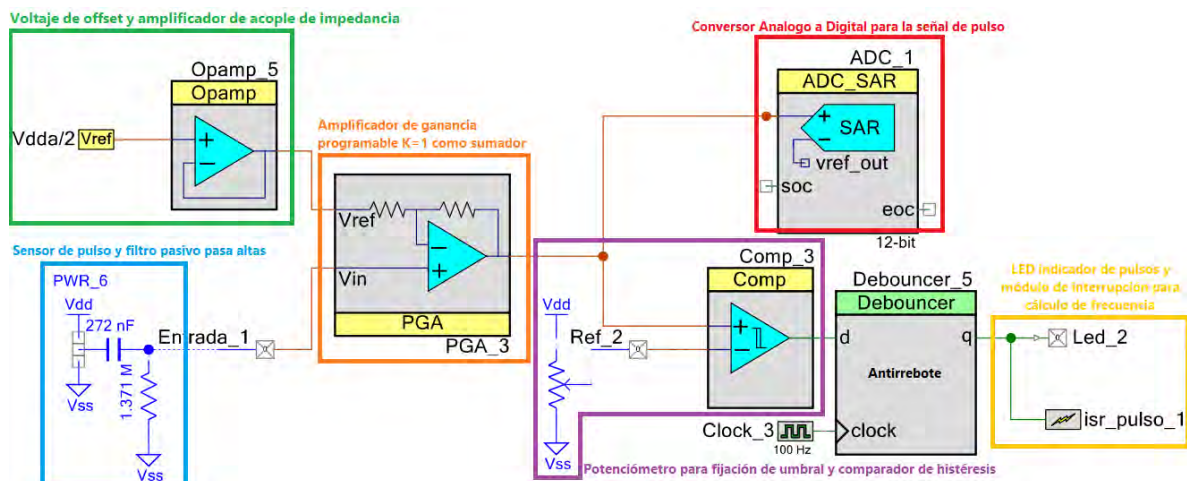 Voltaje de offset y amplificador de acople de impedancia
Opamp_5
Opamp
Vdda/2 Vref
+
-
Amplificador de ganancia
programable K=1 como sumador
Vref
Vin
-
+
PGA
PGA_3
Conversor Analogo a Digital para la señal de pulso
ADC_1
ADC_SAR
+
-
SAR
vref_out
soc
eoc
12-bit
Sensor de pulso y filtro pasivo pasa altas
PWR_6
Vdd
272 nF
Entrada_1
1.371 M
Vss
Vss
Comp_3
Comp
Vdd
Ref_2
+
-
Vss
Potenciómetro para fijación de umbral y comparador de histéresis
Debouncer_5
Debouncer
d
q
Antirrebote
Clock_3
100 Hz
clock
LED indicador de pulsos y
módulo de interrupción para
cálculo de frecuencia
Led_2
isr_pulso_1